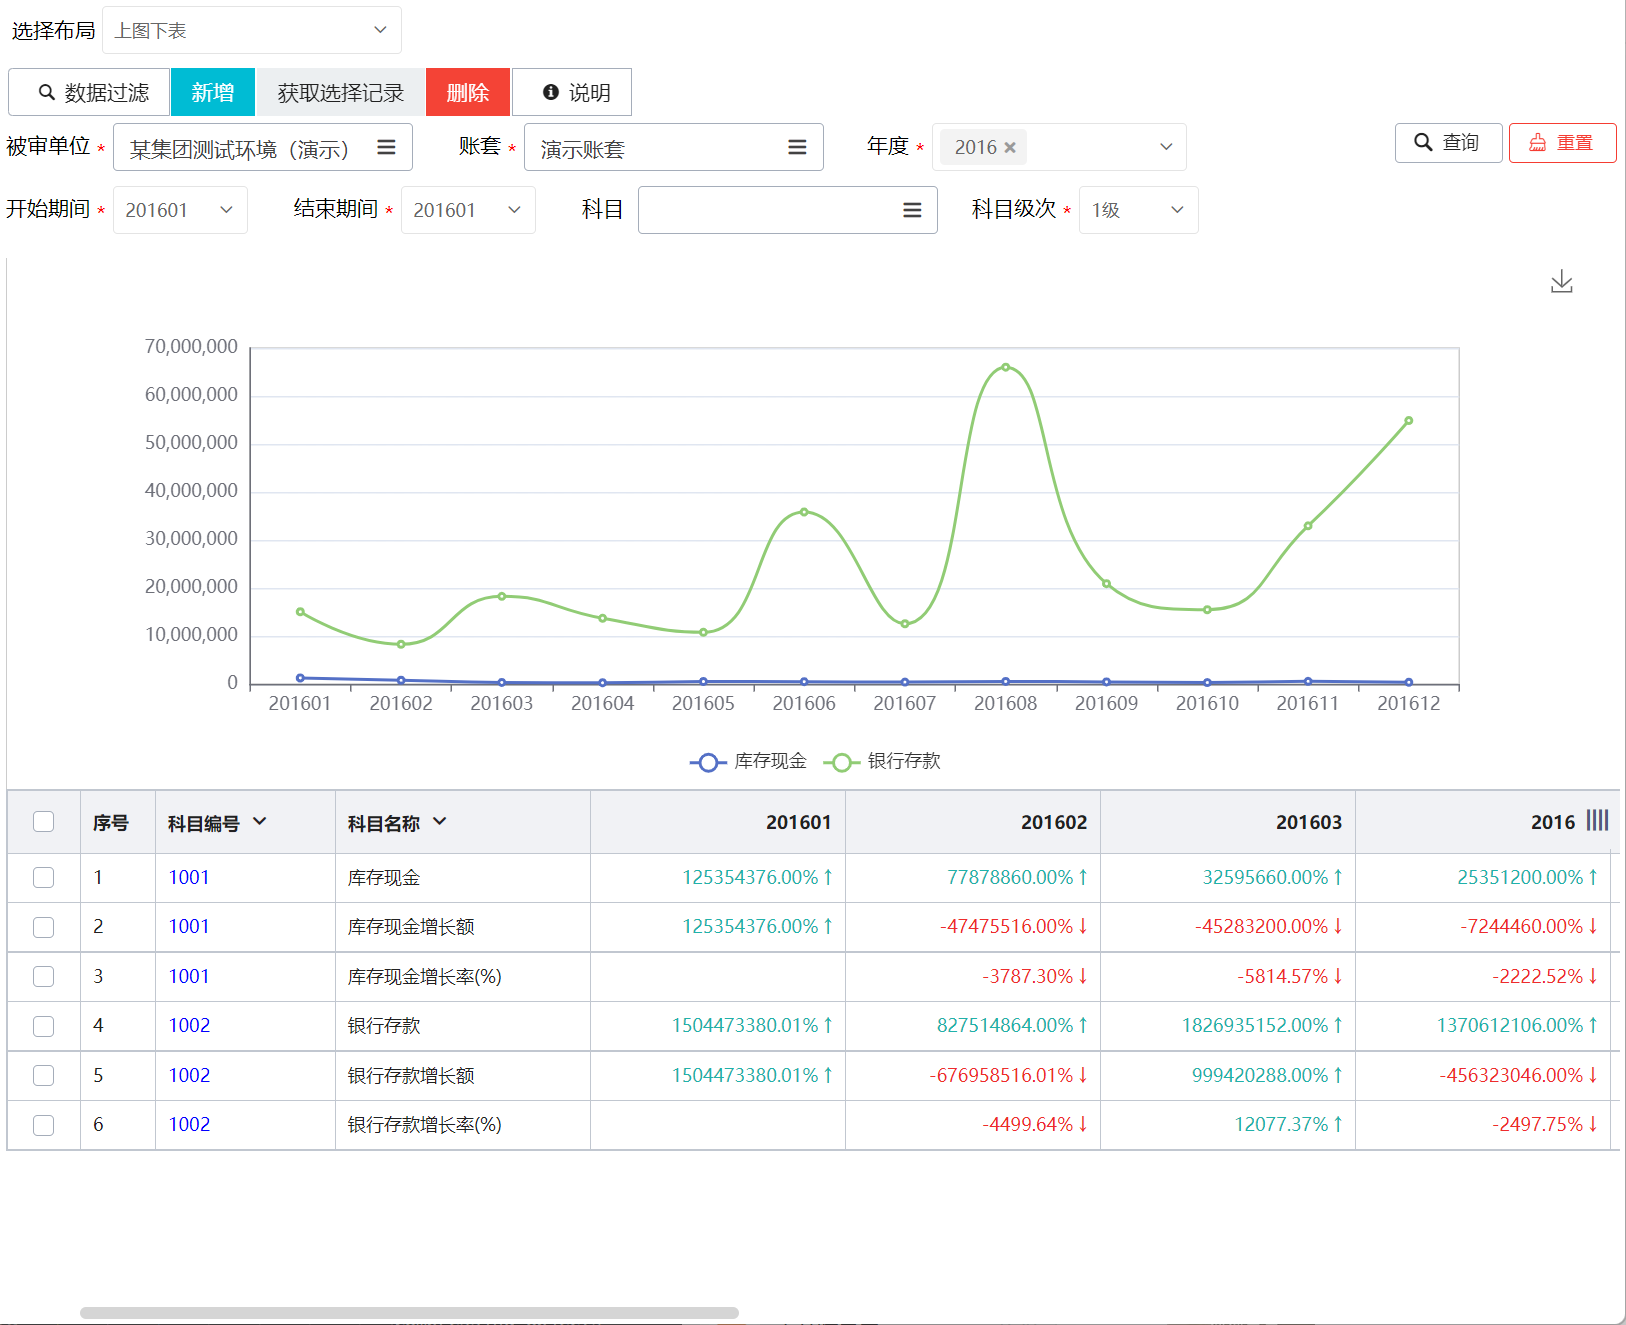 选择布局 上图下表
数据过滤 新增 获取选择记录 删除 说明
被审单位 * 某集团测试环境（演示） 账套 * 演示账套 年度 * 2016 × 查询 重置
开始期间 * 201601 结束期间 * 201601 科目 科目级次 * 1级
70,000,000
60,000,000
50,000,000
40,000,000
30,000,000
20,000,000
10,000,000
0
201601 201602 201603 201604 201605 201606 201607 201608 201609 201610 201611 201612
库存现金 银行存款
序号 科目编号 科目名称 201601 201602 201603 2016
1 1001 库存现金 125354376.00%↑ 77878860.00%↑ 32595660.00%↑ 25351200.00%↑
2 1001 库存现金增长额 125354376.00%↑ -47475516.00%↓ -45283200.00%↓ -7244460.00%↓
3 1001 库存现金增长率(%) -3787.30%↓ -5814.57%↓ -2222.52%↓
4 1002 银行存款 1504473380.01%↑ 827514864.00%↑ 1826935152.00%↑ 1370612106.00%↑
5 1002 银行存款增长额 1504473380.01%↑ -676958516.01%↓ 999420288.00%↑ -456323046.00%↓
6 1002 银行存款增长率(%) -4499.64%↓ 12077.37%↑ -2497.75%↓